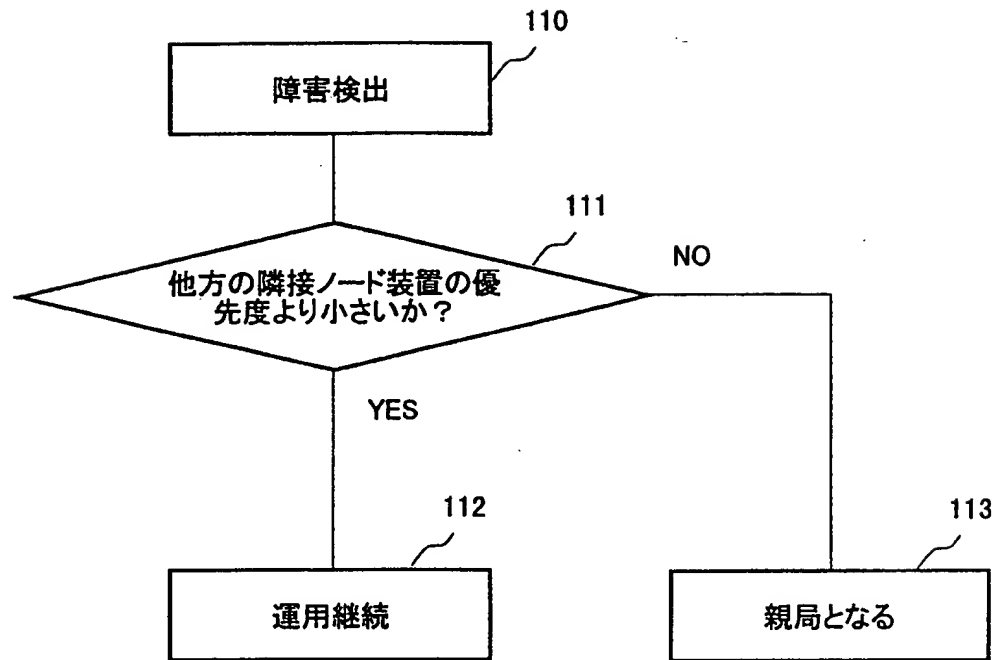 110
障害検出
111
他方の隣接ノード装置の優
先度より小さいか？
NO
YES
112
運用継続
113
親局となる